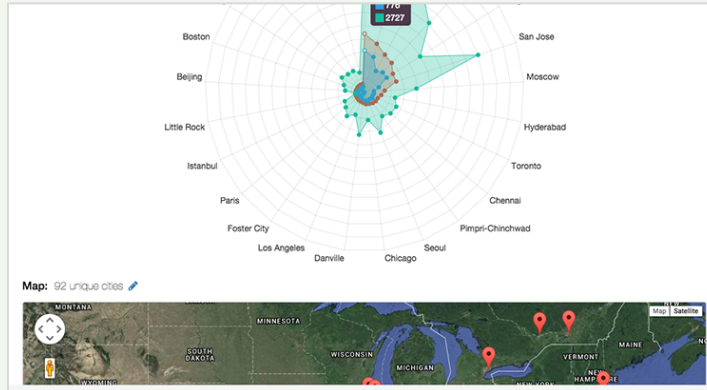 776
2727
Boston
San Jose
Beijing
Moscow
Little Rock
Hyderabad
Istanbul
Toronto
Paris
Chennai
Foster City
Pimpri-Chinchwad
Los Angeles
Seoul
Danville
Chicago
Map: 92 unique cities
MONTANA
Map
Satellite
MINNESOTA
SOUTH
DAKOTA
WISCONSIN
MICHIGAN
VERMONT
MAINE
WYOMING
NEW YORK
NEW
HAMPSHIRE